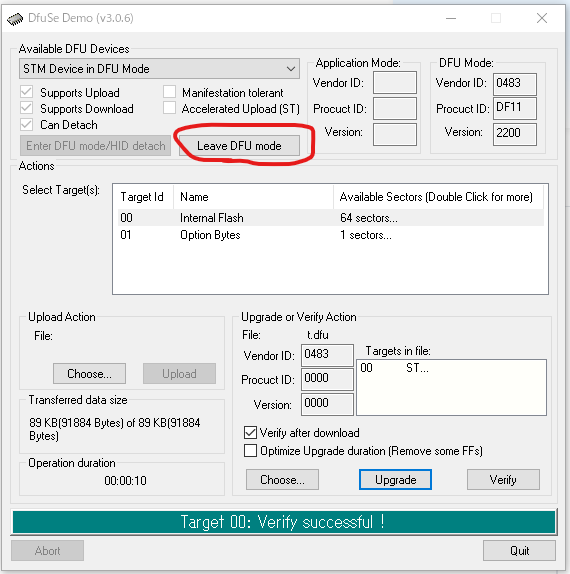 DfuSe Demo (v3.0.6)
Available DFU Devices
STM Device in DFU Mode
Supports Upload
Manifestation tolerant
Supports Download
Accelerated Upload (ST)
Can Detach
Enter DFU mode/HID detach
Leave DFU mode
Application Mode:
Vendor ID:
Procuct ID:
Version:
DFU Mode:
Vendor ID: 0483
Procuct ID: DF11
Version: 2200
Actions
Select Target(s):
Target Id Name Available Sectors (Double Click for more)
00 Internal Flash 64 sectors...
01 Option Bytes 1 sectors...
Upload Action
File:
Choose... Upload
Transferred data size
89 KB(91884 Bytes) of 89 KB(91884
Bytes)
Operation duration
00:00:10
Upgrade or Verify Action
File: t.dfu
Vendor ID: 0483
Procuct ID: 0000
Version: 0000
Targets in file:
00 ST...
Verify after download
Optimize Upgrade duration (Remove some FFs)
Choose... Upgrade Verify
Target 00: Verify successful !
Abort Quit